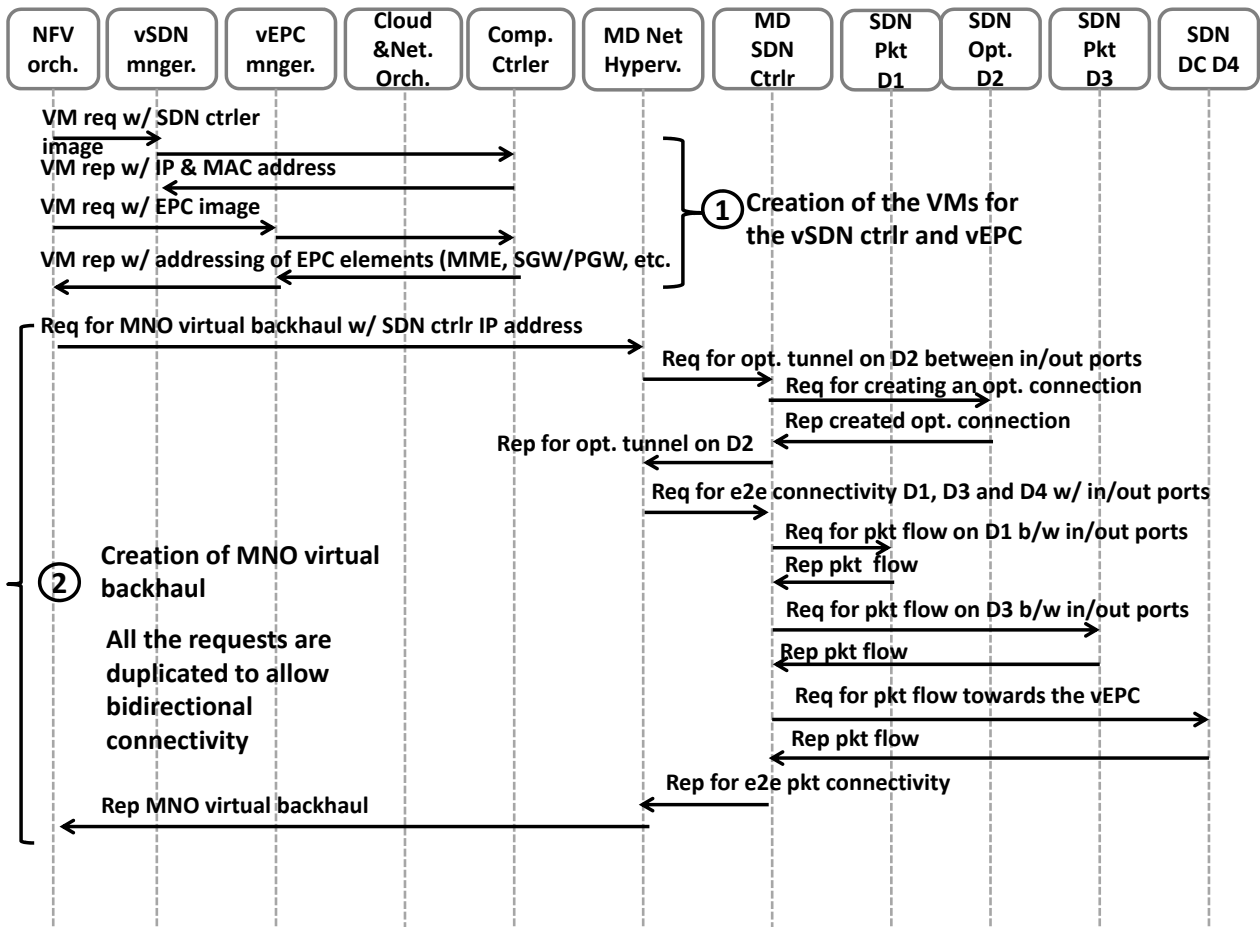 NFV
orch.
vSDN
mnger.
vEPC
mnger.
Cloud
&Net.
Orch.
Comp.
Ctrler
MD Net
Hyperv.
MD
SDN
Ctrlr
SDN
Pkt
D1
SDN
Opt.
D2
SDN
Pkt
D3
SDN
DC D4
VM req w/ SDN ctrler
image
VM rep w/ IP & MAC address
VM req w/ EPC image
VM rep w/ addressing of EPC elements (MME, SGW/PGW, etc.
1
Creation of the VMs for
the vSDN ctrlr and vEPC
Req for MNO virtual backhaul w/ SDN ctrlr IP address
Req for opt. tunnel on D2 between in/out ports
Req for creating an opt. connection
Rep created opt. connection
Rep for opt. tunnel on D2
Req for e2e connectivity D1, D3 and D4 w/ in/out ports
Req for pkt flow on D1 b/w in/out ports
Rep pkt flow
2
Creation of MNO virtual
backhaul
Req for pkt flow on D3 b/w in/out ports
Rep pkt flow
All the requests are
duplicated to allow
bidirectional
connectivity
Req for pkt flow towards the vEPC
Rep pkt flow
Rep for e2e pkt connectivity
Rep MNO virtual backhaul